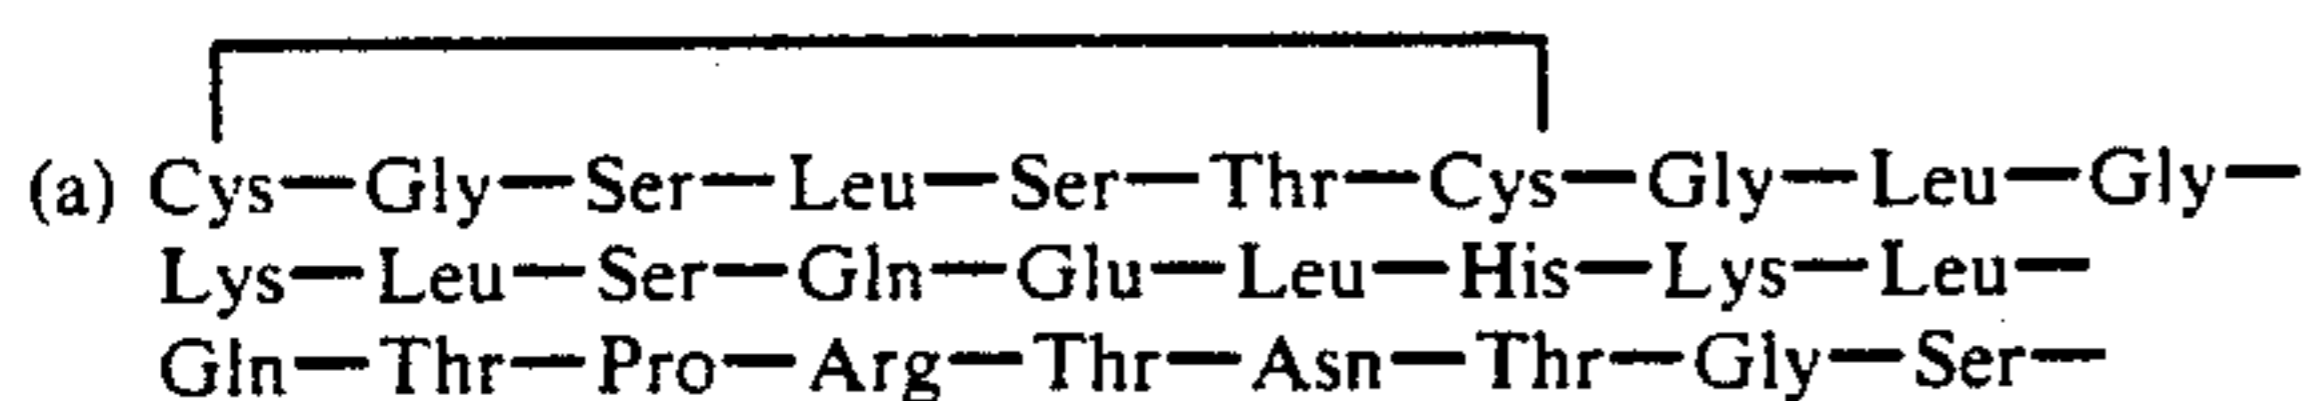 (a) Cys—Gly—Ser—Leu—Ser—Thr—Cys—Gly—Leu—Gly—
Lys—Leu—Ser—Gln—Glu—Leu—His—Lys—Leu—
Gln—Thr—Pro—Arg—Thr—Asn—Thr—Gly—Ser—